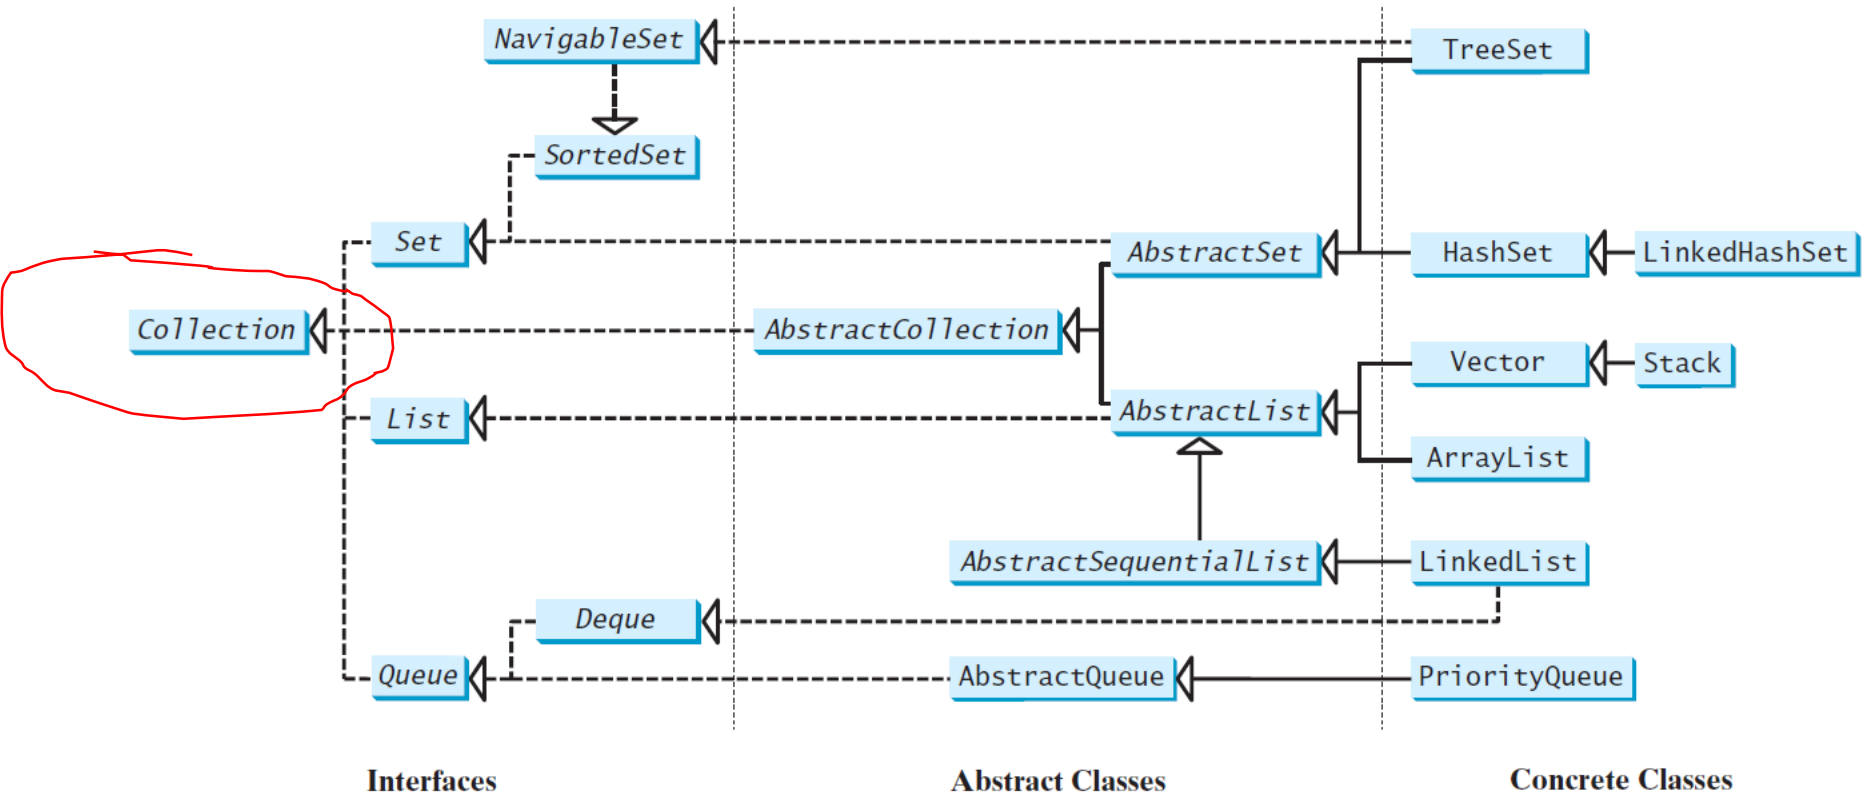 NavigableSet
TreeSet
SortedSet
Set
AbstractSet
HashSet
LinkedHashSet
Collection
AbstractCollection
Vector
Stack
List
AbstractList
ArrayList
AbstractSequentialList
LinkedList
Deque
Queue
AbstractQueue
PriorityQueue
Interfaces
Abstract Classes
Concrete Classes